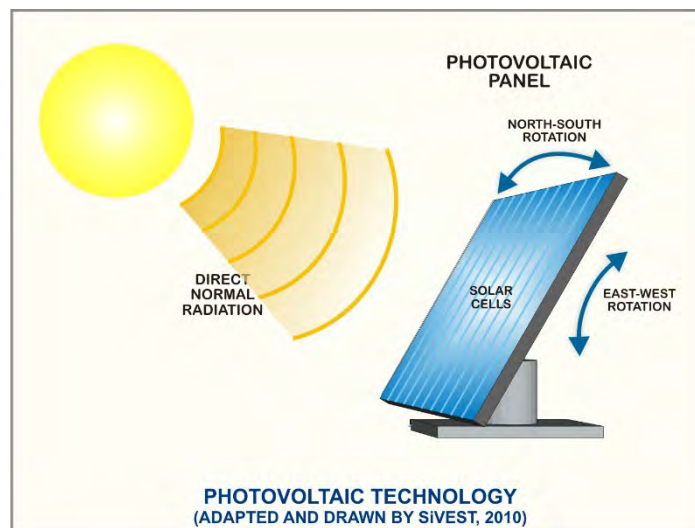 PHOTOVOLTAIC
PANEL
NORTH-SOUTH
ROTATION
DIRECT
NORMAL
RADIATION
SOLAR
CELLS
EAST-WEST
ROTATION
PHOTOVOLTAIC TECHNOLOGY
(ADAPTED AND DRAWN BY SiVEST, 2010)